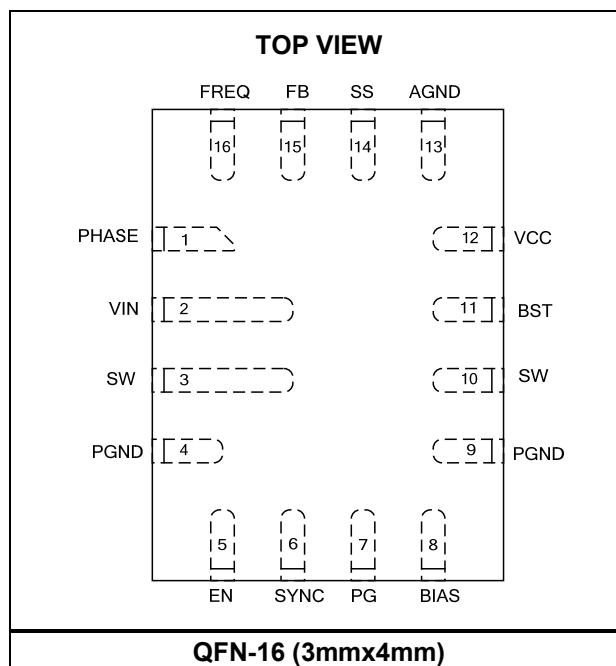 TOP VIEW
FREQ FB SS AGND
16 15 14 13
PHASE 1 12 VCC
VIN 2 11 BST
SW 3 10 SW
PGND 4 9 PGND
5 6 7 8
EN SYNC PG BIAS
QFN-16 (3mmx4mm)